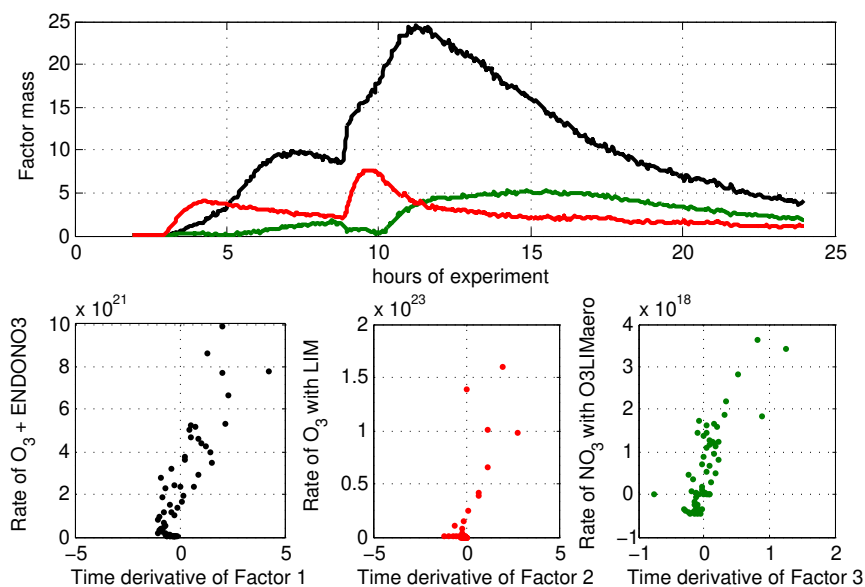 25
20
15
10
5
0
Factor mass
0 5 10 15 20 25
hours of experiment
x 10^21
10
8
6
4
2
0
Rate of O₃ + ENDONO3
−5 0 5
Time derivative of Factor 1
x 10^23
2
1.5
1
0.5
0
Rate of O₃ with LIM
−5 0 5
Time derivative of Factor 2
x 10^18
4
3
2
1
0
−1
Rate of NO₃ with O3LIMaero
−1 0 1 2
Time derivative of Factor 3